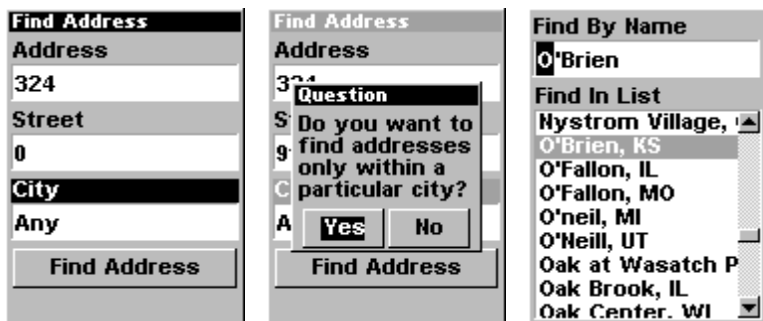 Find Address
Address
324
Street
0
City
Any
Find Address
Find Address
Address
Question
Do you want to
find addresses
only within a
particular city?
Yes
No
Find Address
Find By Name
O'Brien
Find In List
Nystrom Village,
O'Brien, KS
O'Fallon, IL
O'Fallon, MO
O'neil, MI
O'Neill, UT
Oak at Wasatch P
Oak Brook, IL
Oak Center, WI